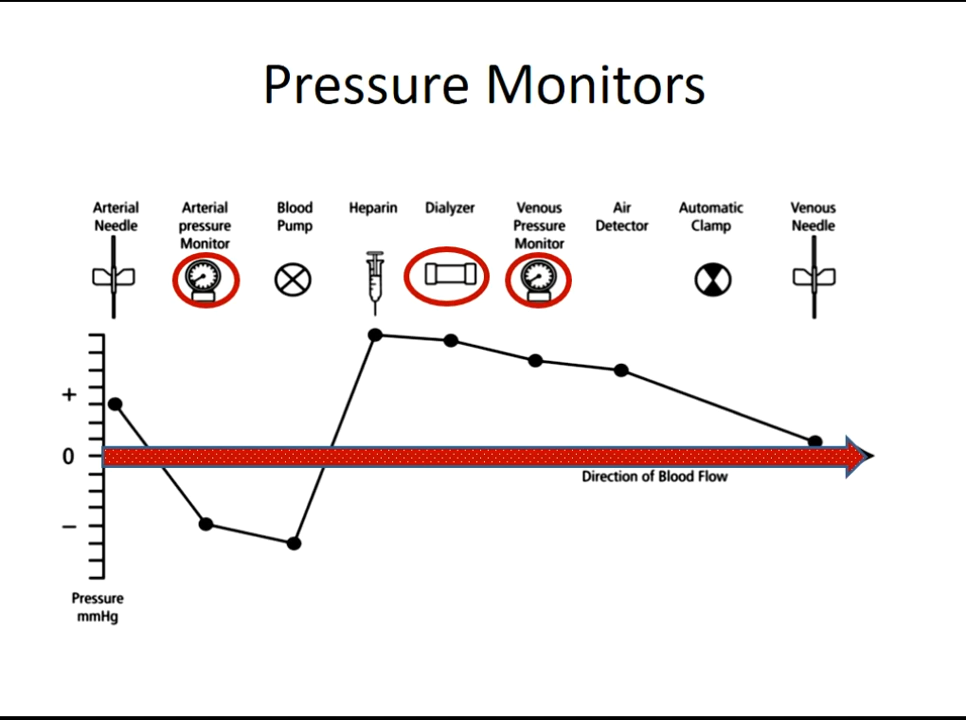 Pressure Monitors
Arterial
Needle
Arterial
pressure
Monitor
Blood
Pump
Heparin
Dialyzer
Venous
Pressure
Monitor
Air
Detector
Automatic
Clamp
Venous
Needle
+
0
−
Direction of Blood Flow
Pressure
mmHg